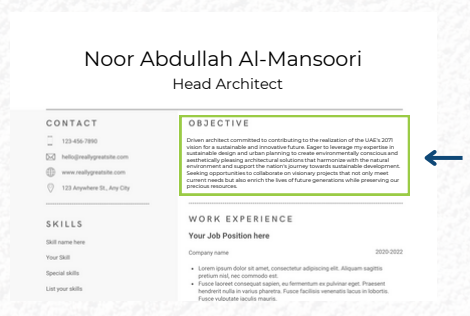 Noor Abdullah Al-Mansoori
Head Architect
CONTACT
123-456-7890
hello@reallygreatsite.com
www.reallygreatsite.com
123 Anywhere St., Any City
SKILLS
Skill name here
Your Skill
Special skills
List your skills
OBJECTIVE
Driven architect committed to contributing to the realization of the UAE's 2071
vision for a sustainable and innovative future. Eager to leverage my expertise in
sustainable design and urban planning to create environmentally conscious and
aesthetically pleasing architectural solutions that harmonize with the natural
environment and support the nation's journey towards sustainable development.
Seeking opportunities to collaborate on visionary projects that not only meet
current needs but also enrich the lives of future generations while preserving our
precious resources.
WORK EXPERIENCE
Your Job Position here
Company name 2020-2022
• Lorem ipsum dolor sit amet, consectetur adipiscing elit. Aliquam sagittis
pretium nisl, nec commodo est.
• Fusce laoreet consequat sapien, eu fermentum ex pulvinar eget. Praesent
hendrerit nulla in varius pharetra. Fusce facilisis venenatis lacus in lobortis.
Fusce vulputate iaculis mauris.